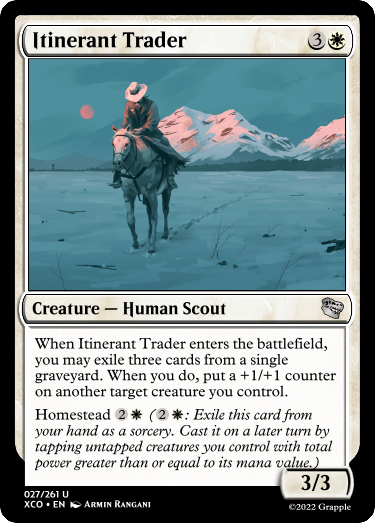 Itinerant Trader 3
Creature — Human Scout
When Itinerant Trader enters the battlefield,
you may exile three cards from a single
graveyard. When you do, put a +1/+1 counter
on another target creature you control.
Homestead 2 (2 : Exile this card from
your hand as a sorcery. Cast it on a later turn by
tapping untapped creatures you control with total
power greater than or equal to its mana value.)
3/3
027/261 U
XCO • EN Armin Rangani
©2022 Grapple